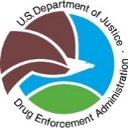 U.S. Department of Justice
Drug Enforcement Administration